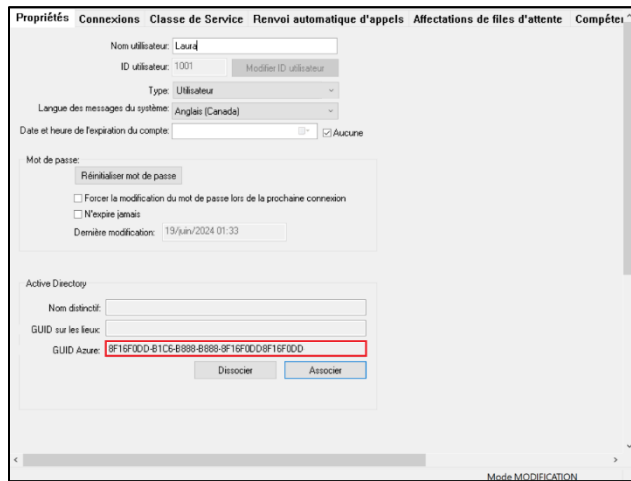 Propriétés Connexions Classe de Service Renvoi automatique d'appels Affectations de files d'attente
Nom utilisateur: Laura
ID utilisateur: 1001 Modifier ID utilisateur
Type: Utilisateur
Langue des messages du système: Anglais (Canada)
Date et heure de l'expiration du compte: Aucune
Mot de passe:
Réinitialiser mot de passe
Forcer la modification du mot de passe lors de la prochaine connexion
N'expire jamais
Dernière modification: 19/juin/2024 01:33
Active Directory
Nom distinctif:
GUID sur les lieux:
GUID Azure: 8F16F0DD-B1C6-B888-B888-8F16F0DD8F16F0DD
Dissocier Associer
Mode MODIFICATION